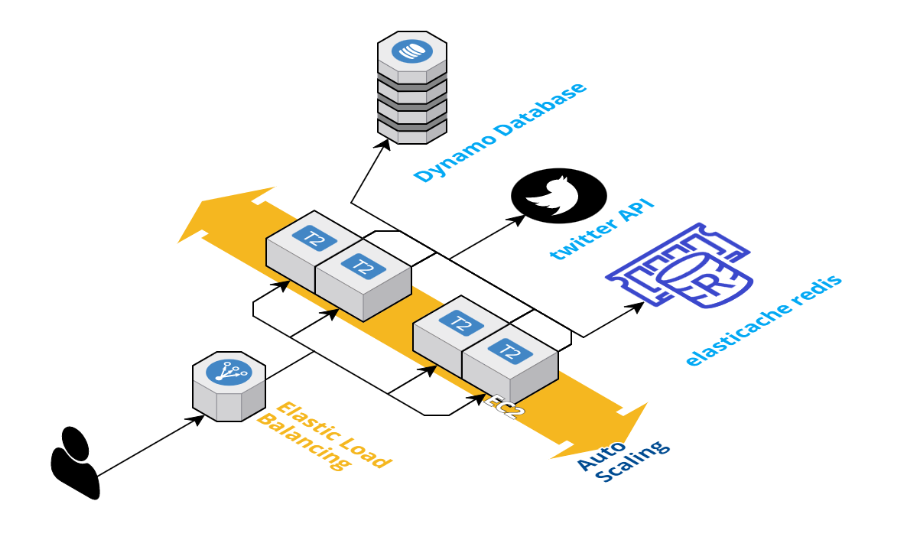 Dynamo Database
twitter API
elasticache redis
T2
T2
T2
T2
EC2
Elastic Load
Balancing
Auto
Scaling
R